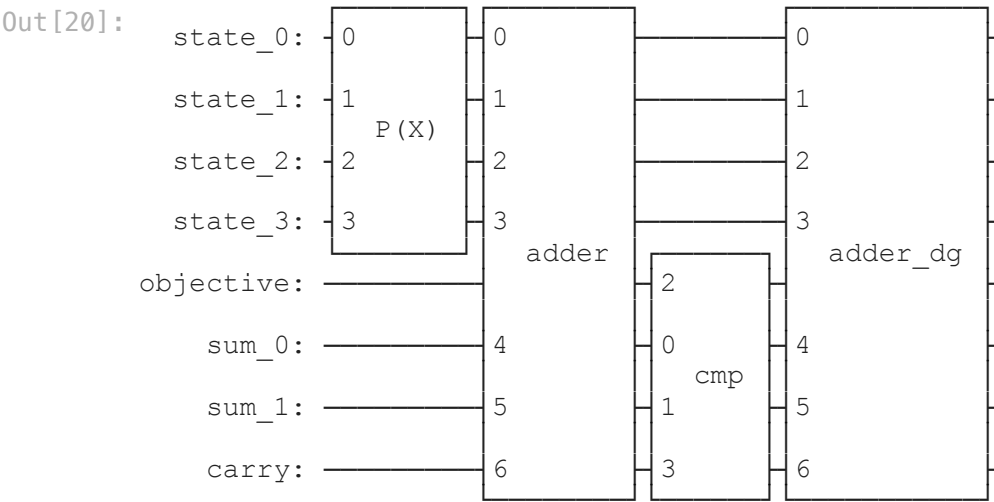 Out[20]:
state_0: 0 0 0
state_1: 1 1 1
P(X)
state_2: 2 2 2
state_3: 3 3 3
adder adder_dg
objective: 2
sum_0: 4 0 4
cmp
sum_1: 5 1 5
carry: 6 3 6